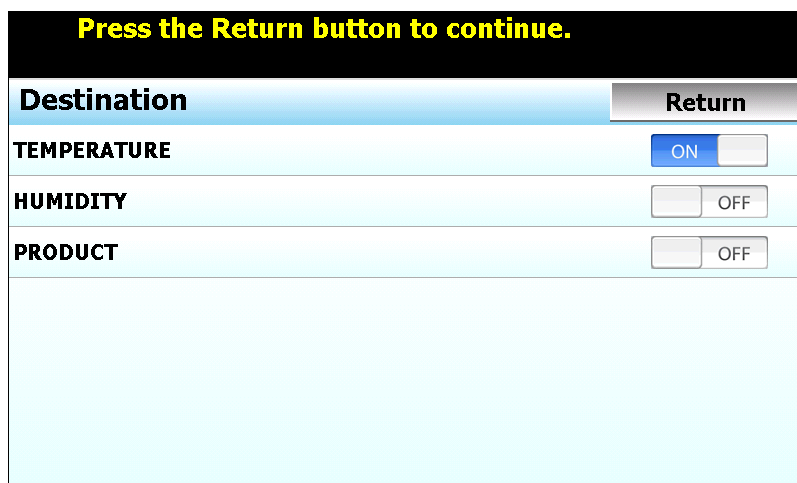 Press the Return button to continue.
Destination Return
TEMPERATURE ON
HUMIDITY OFF
PRODUCT OFF